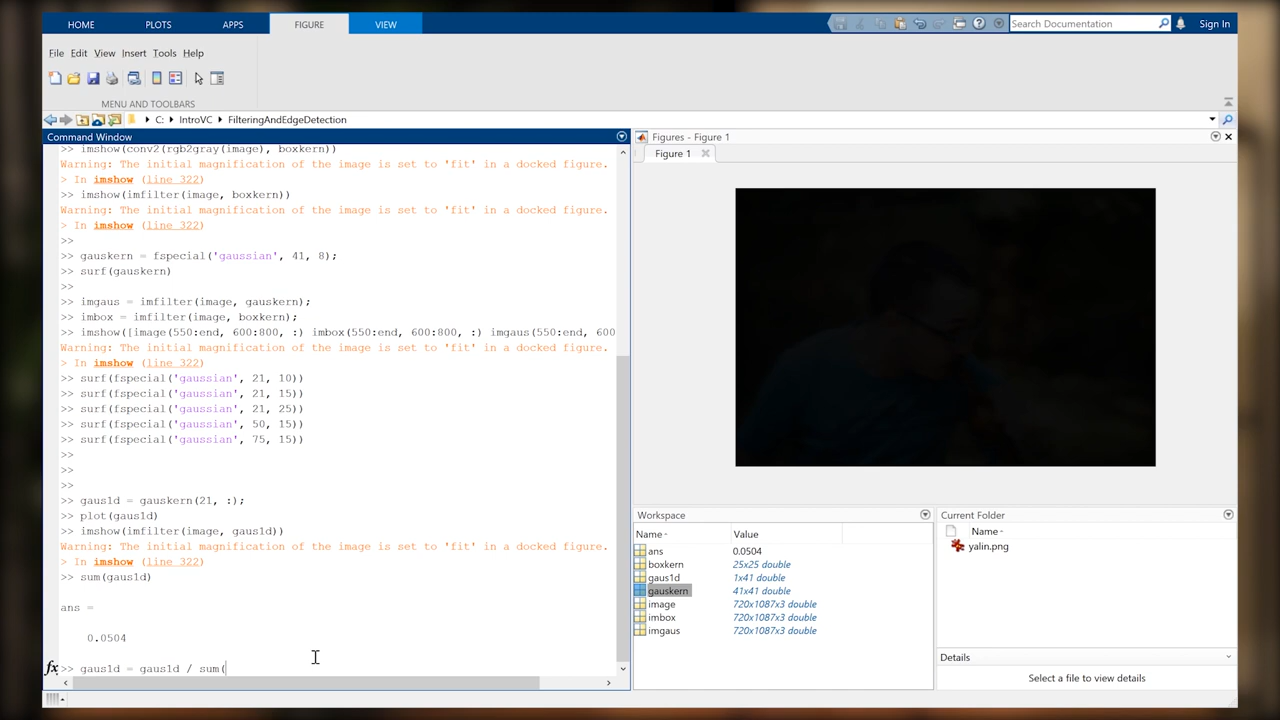 HOME PLOTS APPS FIGURE VIEW Search Documentation Sign In
File Edit View Insert Tools Help
MENU AND TOOLBARS
C: IntroVC FilteringAndEdgeDetection
Command Window
>> imshow(conv2(rgb2gray(image), boxkern))
Warning: The initial magnification of the image is set to 'fit' in a docked figure.
> In imshow (line 322)
>> imshow(imfilter(image, boxkern))
Warning: The initial magnification of the image is set to 'fit' in a docked figure.
> In imshow (line 322)
>>
>> gauskern = fspecial('gaussian', 41, 8);
>> surf(gauskern)
>>
>> imgaus = imfilter(image, gauskern);
>> imbox = imfilter(image, boxkern);
>> imshow([image(550:end, 600:800, :) imbox(550:end, 600:800, :) imgaus(550:end, 600
Warning: The initial magnification of the image is set to 'fit' in a docked figure.
> In imshow (line 322)
>> surf(fspecial('gaussian', 21, 10))
>> surf(fspecial('gaussian', 21, 15))
>> surf(fspecial('gaussian', 21, 25))
>> surf(fspecial('gaussian', 50, 15))
>> surf(fspecial('gaussian', 75, 15))
>>
>>
>>
>> gaus1d = gauskern(21, :);
>> plot(gaus1d)
>> imshow(imfilter(image, gaus1d))
Warning: The initial magnification of the image is set to 'fit' in a docked figure.
> In imshow (line 322)
>> sum(gaus1d)
ans =
0.0504
fx >> gaus1d = gaus1d / sum(
Figures - Figure 1
Figure 1
Workspace
Name Value
ans 0.0504
boxkern 25x25 double
gaus1d 1x41 double
gauskern 41x41 double
image 720x1087x3 double
imbox 720x1087x3 double
imgaus 720x1087x3 double
Current Folder
Name
yalin.png
Details
Select a file to view details